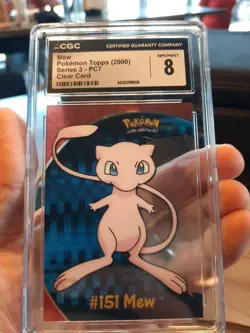 CGC
CERTIFIED GUARANTY COMPANY
Mew
Pokémon Topps (2000)
Series 3 - PC7
Clear Card
NM/MINT
8
Pokémon
#151 Mew